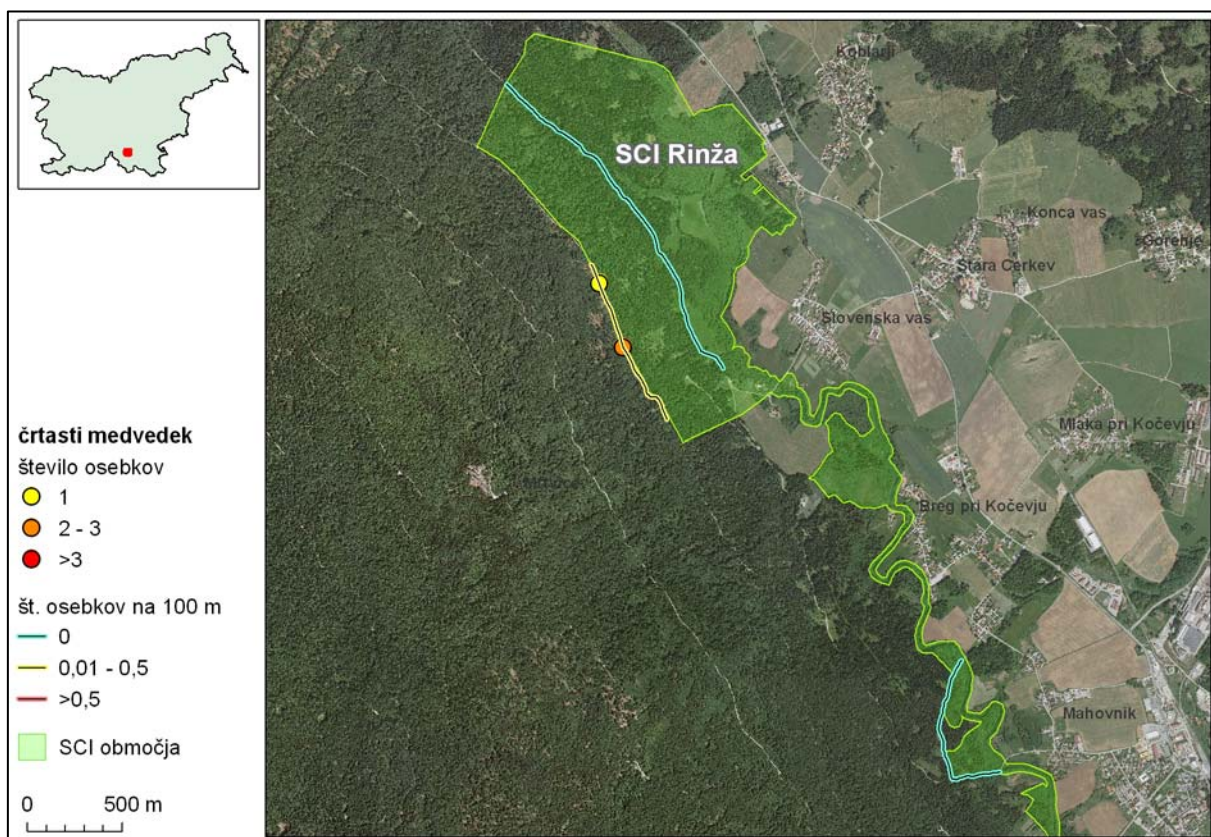 SCI Rinža
Koblarji
Konca vas
Gorenje
Stara Cerkev
Slovenska vas
Mlaka pri Kočevju
Breg pri Kočevju
Mahovnik
črtasti medvedek
število osebkov
1
2 - 3
>3
št. osebkov na 100 m
0
0,01 - 0,5
>0,5
SCI območja
0 500 m